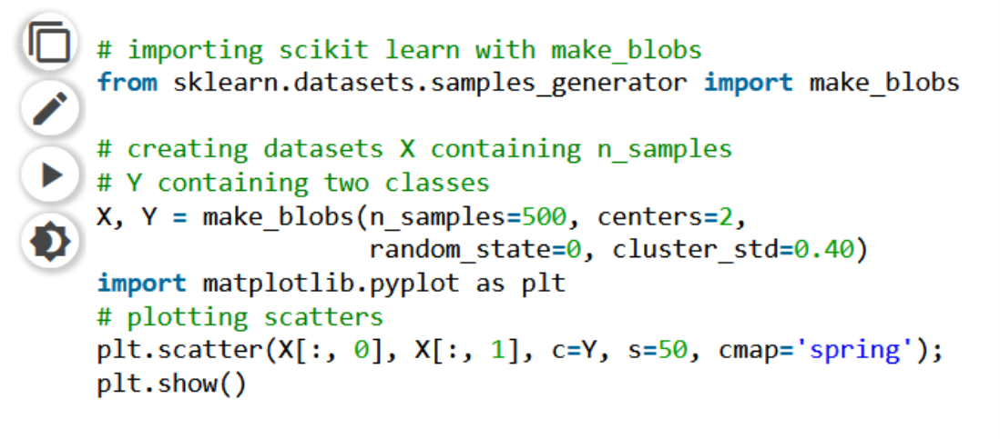 # importing scikit learn with make_blobs
from sklearn.datasets.samples_generator import make_blobs
# creating datasets X containing n_samples
# Y containing two classes
X, Y = make_blobs(n_samples=500, centers=2,
                  random_state=0, cluster_std=0.40)
import matplotlib.pyplot as plt
# plotting scatters
plt.scatter(X[:, 0], X[:, 1], c=Y, s=50, cmap='spring');
plt.show()